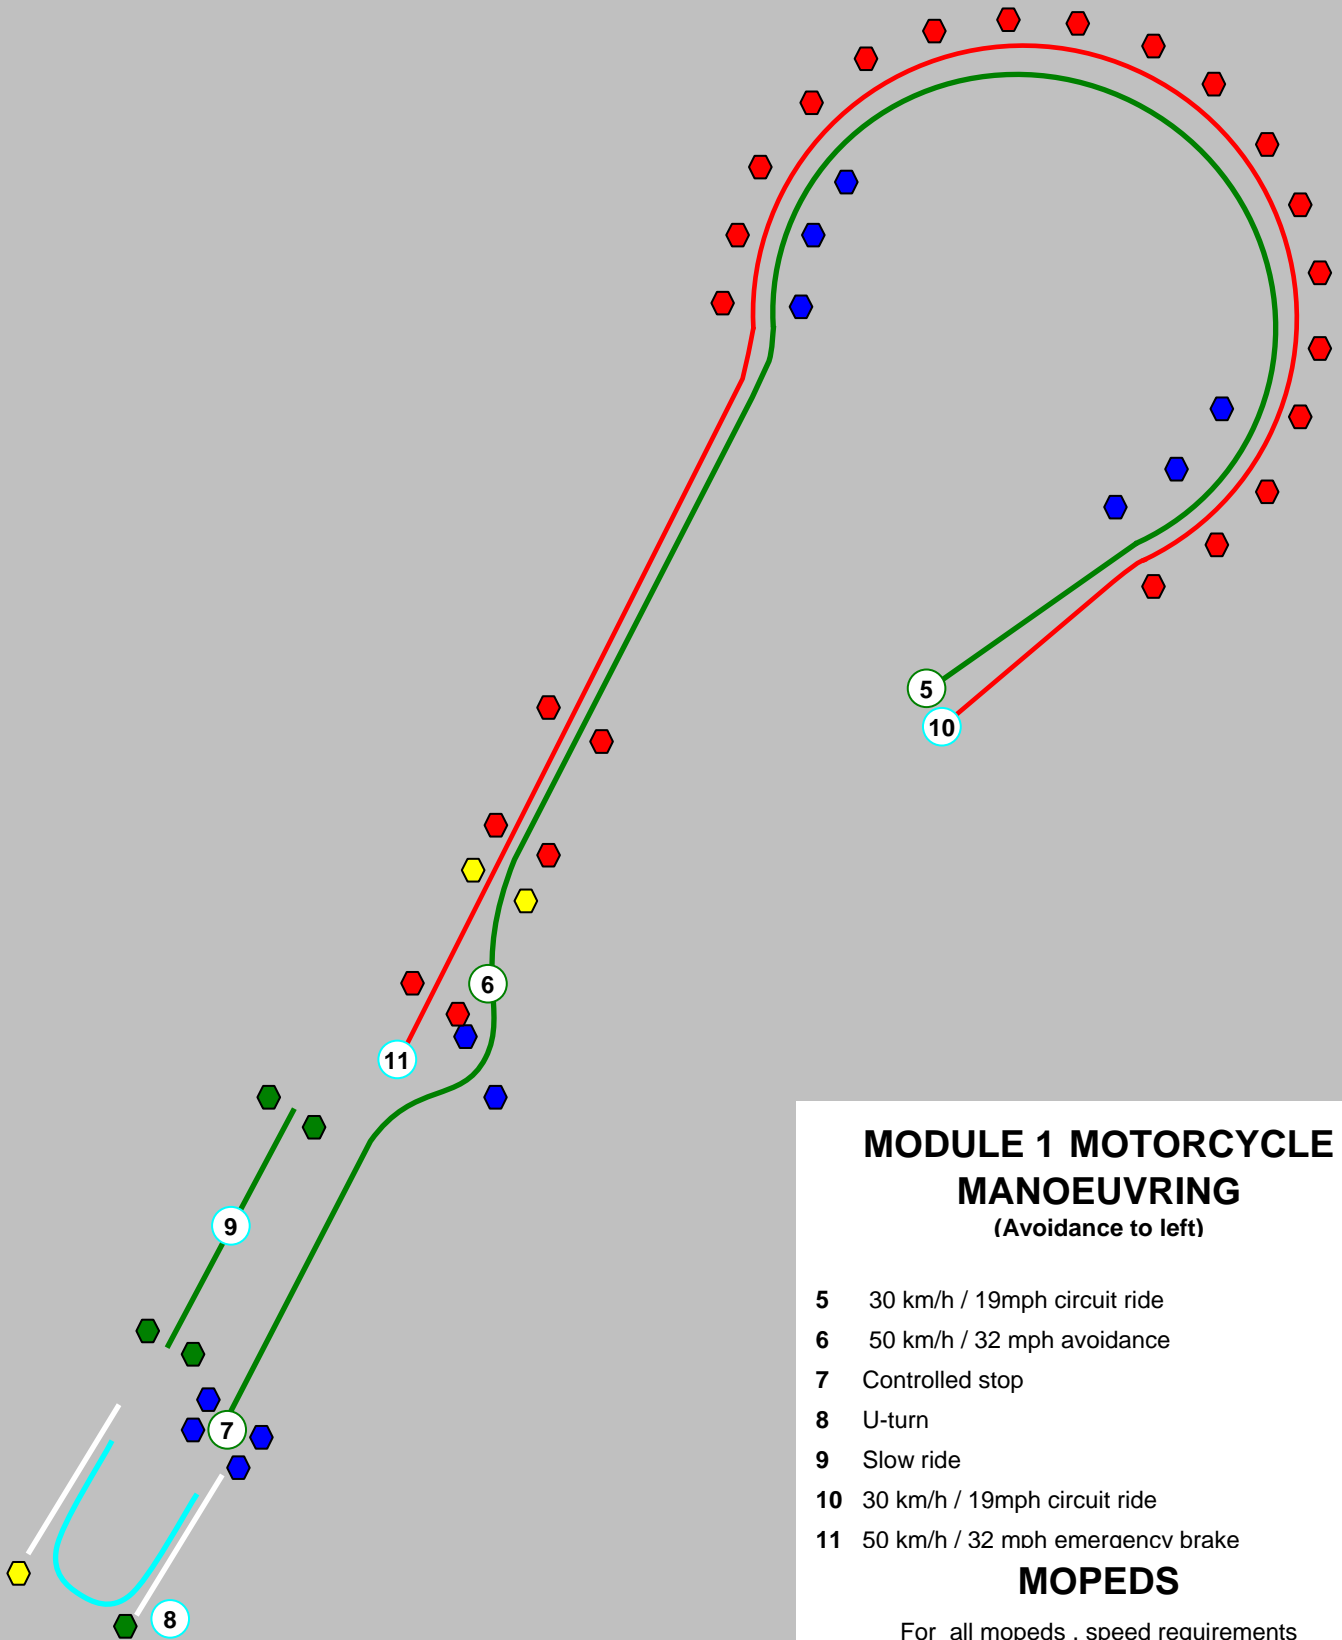 5
10
6
11
9
7
8
MODULE 1 MOTORCYCLE
MANOEUVRING
(Avoidance to left)
5 30 km/h / 19mph circuit ride
6 50 km/h / 32 mph avoidance
7 Controlled stop
8 U-turn
9 Slow ride
10 30 km/h / 19mph circuit ride
11 50 km/h / 32 mph emergency brake
MOPEDS
For all mopeds , speed requirements